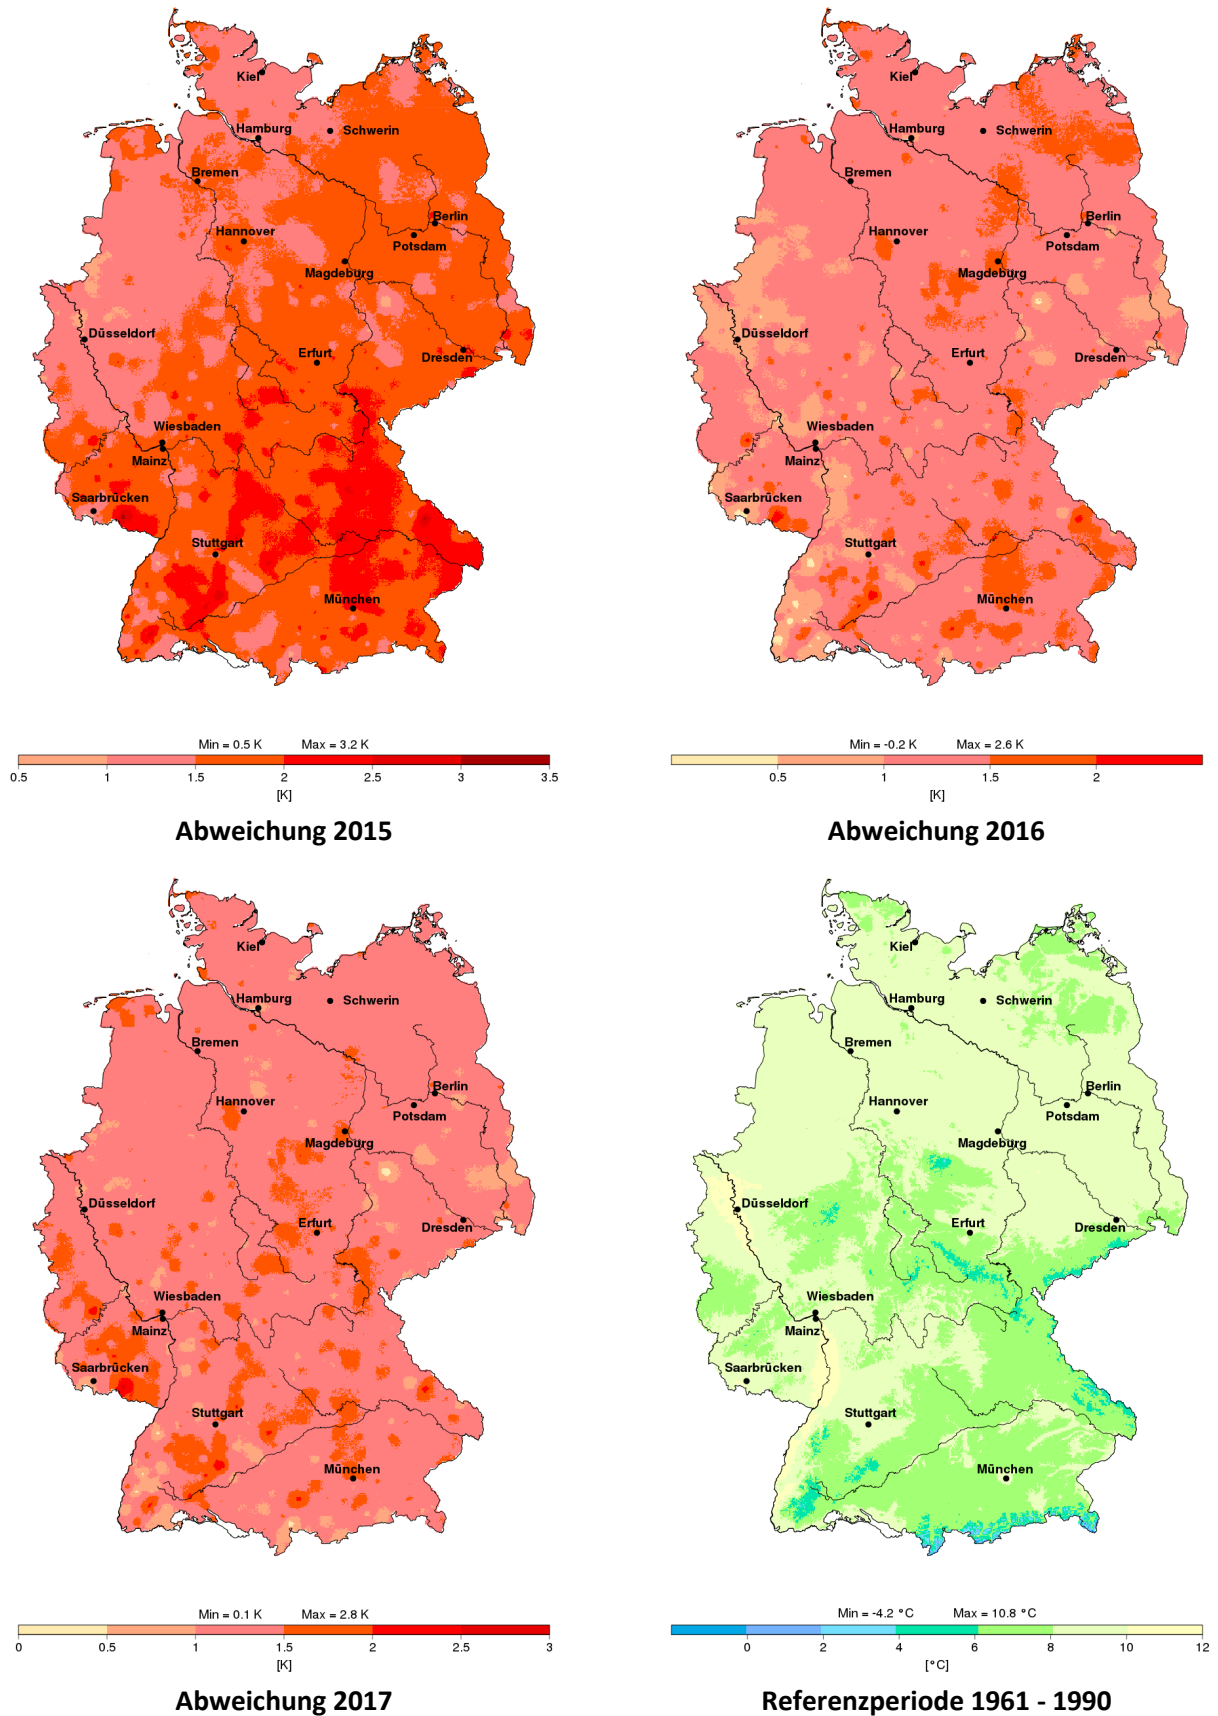 Kiel
Hamburg
Schwerin
Bremen
Berlin
Hannover
Potsdam
Magdeburg
Düsseldorf
Erfurt
Dresden
Wiesbaden
Mainz
Saarbrücken
Stuttgart
München
Min = 0.5 K Max = 3.2 K
0.5 1 1.5 2 2.5 3 3.5
[K]
Abweichung 2015
Kiel
Hamburg
Schwerin
Bremen
Berlin
Hannover
Potsdam
Magdeburg
Düsseldorf
Erfurt
Dresden
Wiesbaden
Mainz
Saarbrücken
Stuttgart
München
Min = -0.2 K Max = 2.6 K
0.5 1 1.5 2
[K]
Abweichung 2016
Kiel
Hamburg
Schwerin
Bremen
Berlin
Hannover
Potsdam
Magdeburg
Düsseldorf
Erfurt
Dresden
Wiesbaden
Mainz
Saarbrücken
Stuttgart
München
Min = 0.1 K Max = 2.8 K
0 0.5 1 1.5 2 2.5 3
[K]
Abweichung 2017
Kiel
Hamburg
Schwerin
Bremen
Berlin
Hannover
Potsdam
Magdeburg
Düsseldorf
Erfurt
Dresden
Wiesbaden
Mainz
Saarbrücken
Stuttgart
München
Min = -4.2 °C Max = 10.8 °C
0 2 4 6 8 10 12
[°C]
Referenzperiode 1961 - 1990